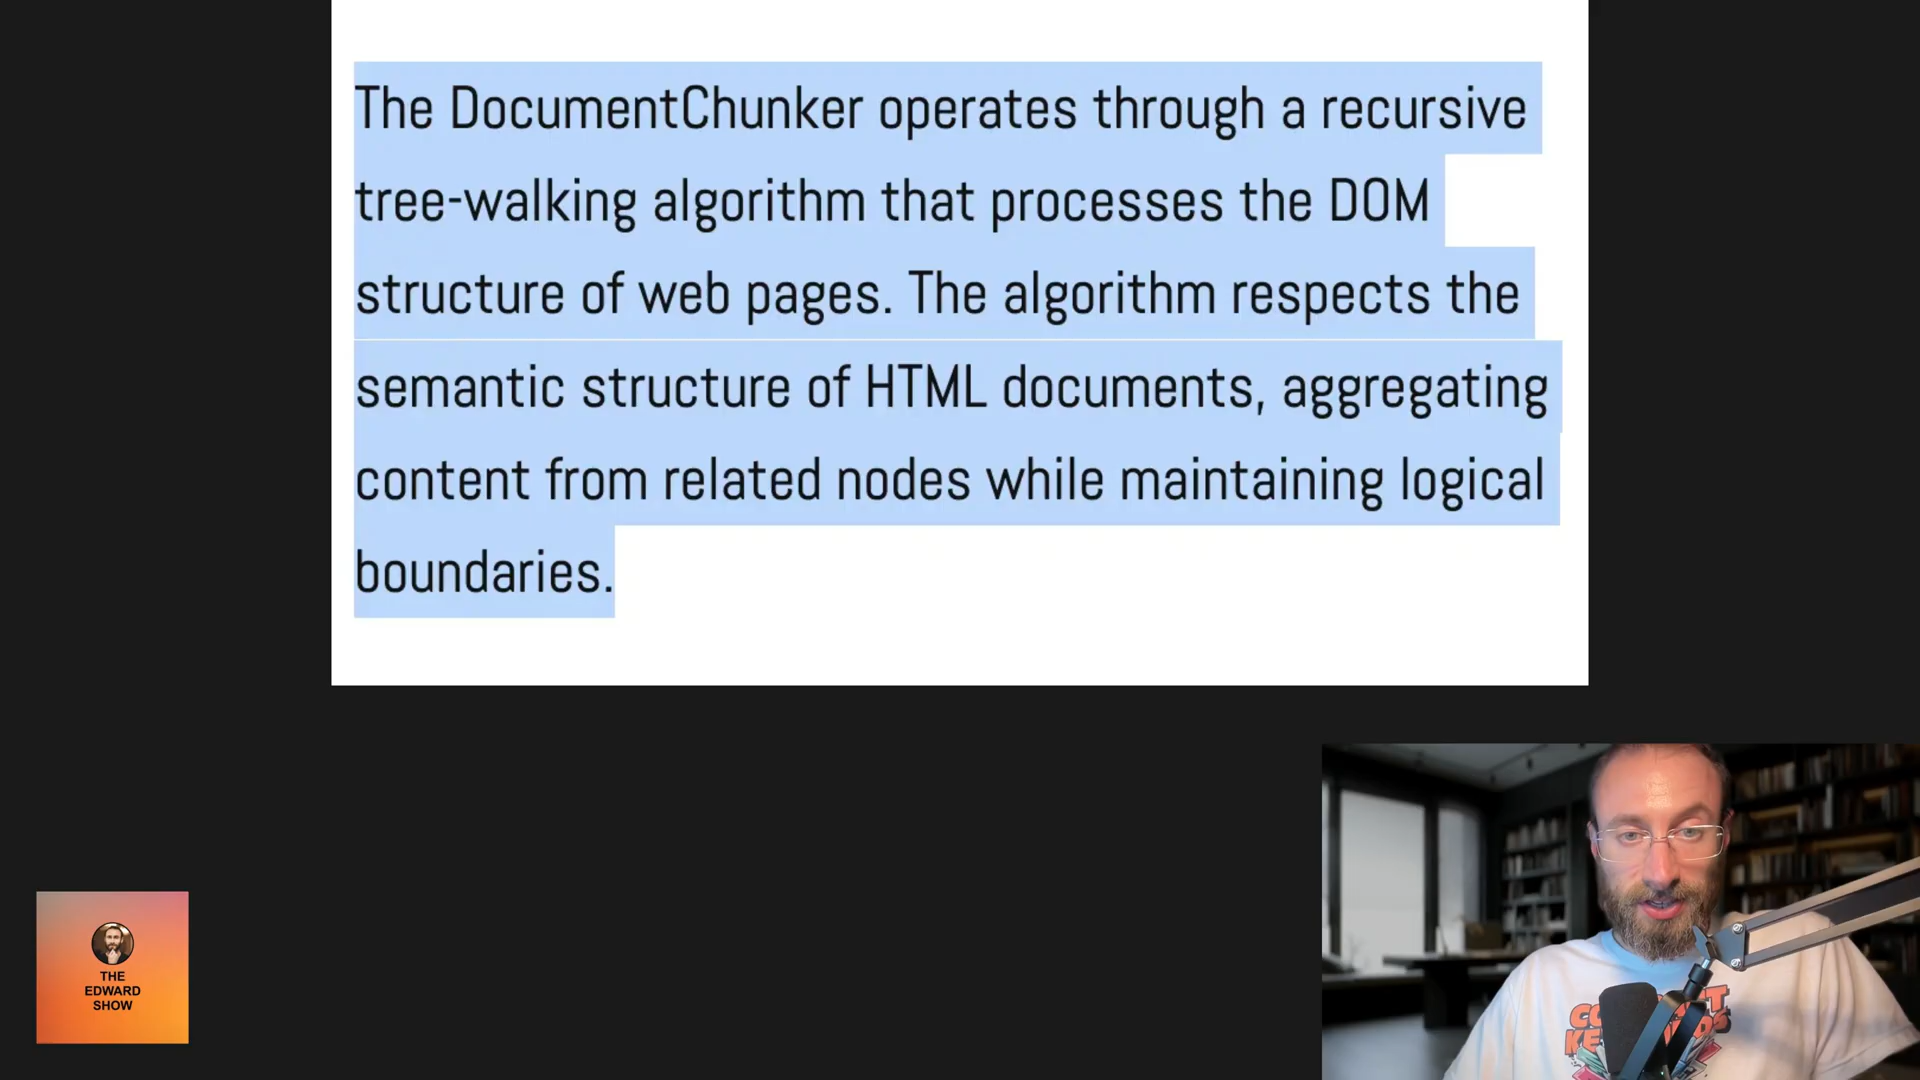 The DocumentChunker operates through a recursive
tree-walking algorithm that processes the DOM
structure of web pages. The algorithm respects the
semantic structure of HTML documents, aggregating
content from related nodes while maintaining logical
boundaries.
THE
EDWARD
SHOW